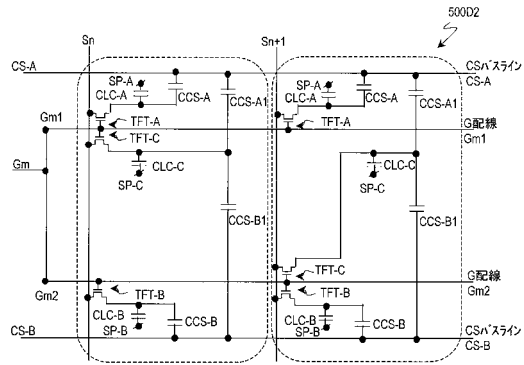 500D2
Sn
Sn+1
CS-A
CSバスライン
CS-A
SP-A
CLC-A
CCS-A
CCS-A1
SP-A
CLC-A
CCS-A
CCS-A1
Gm1
TFT-A
TFT-A
G配線
Gm1
TFT-C
Gm
CLC-C
SP-C
CLC-C
SP-C
CCS-B1
CCS-B1
TFT-C
G配線
Gm2
TFT-B
TFT-B
Gm2
CLC-B
SP-B
CCS-B
CLC-B
SP-B
CCS-B
CS-B
CSバスライン
CS-B